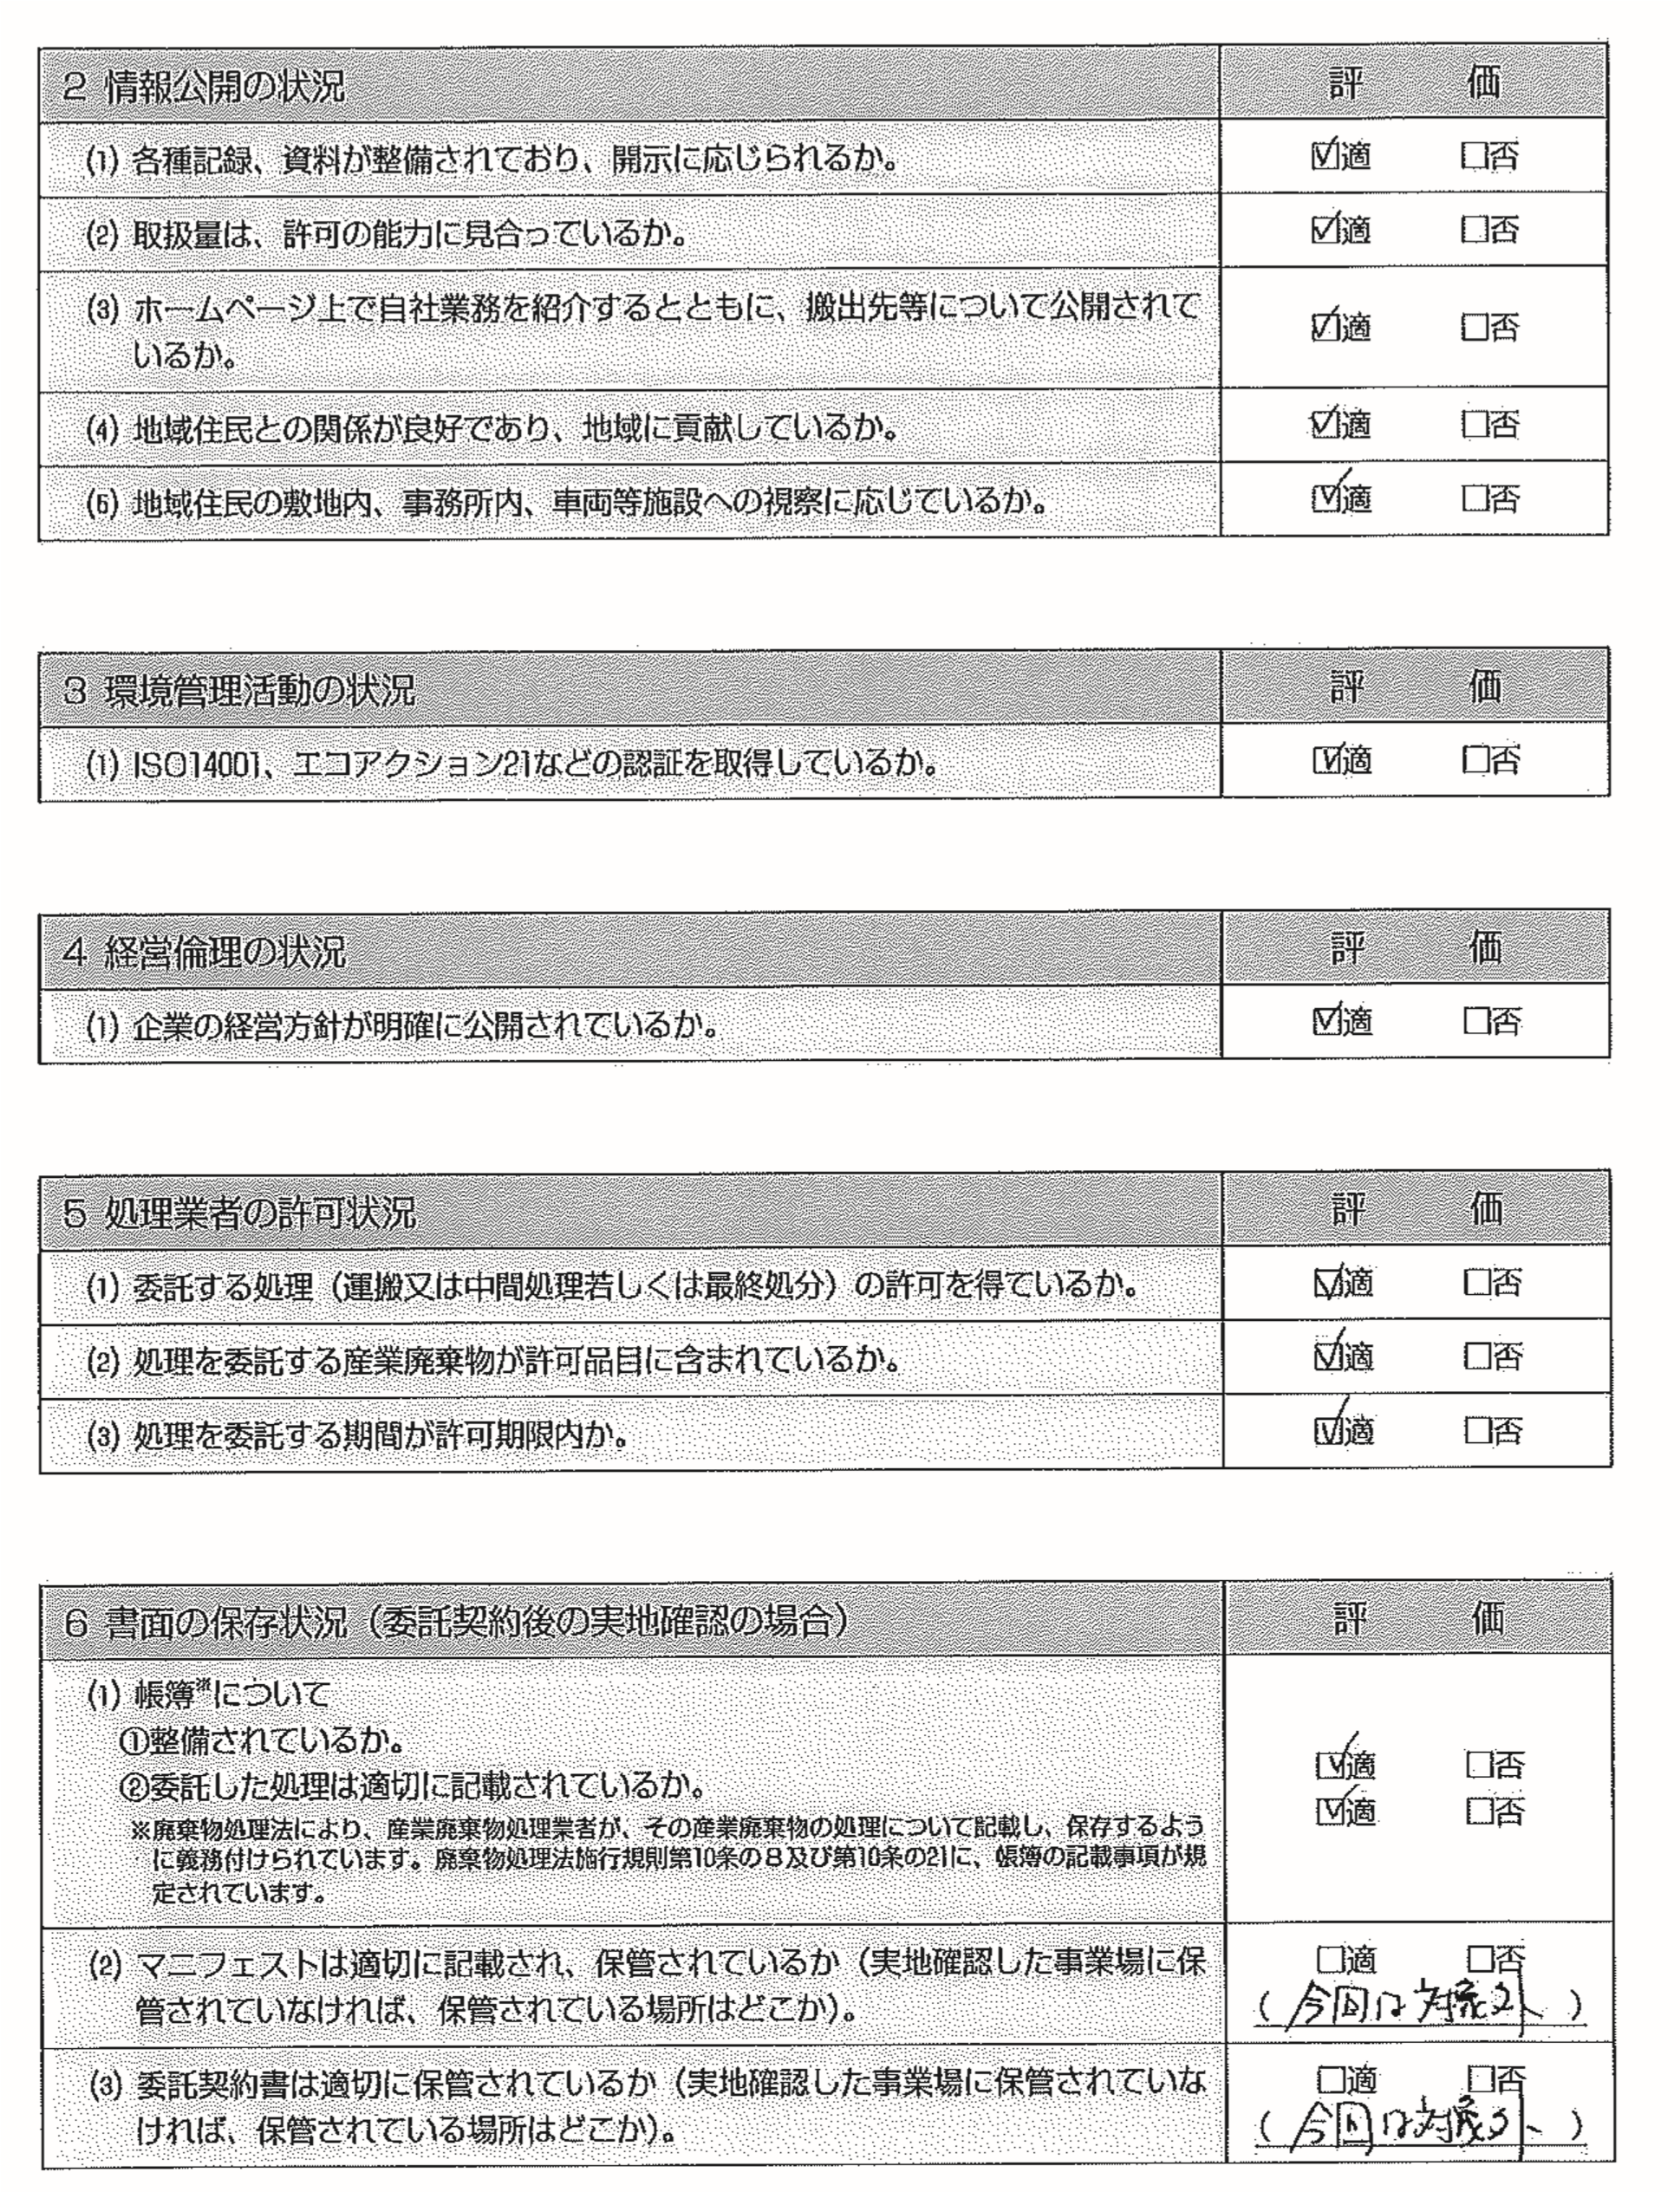 2 情報公開の状況 評 価
(1) 各種記録、資料が整備されており、開示に応じられるか。 ☑適 □否
(2) 取扱量は、許可の能力に見合っているか。 ☑適 □否
(3) ホームページ上で自社業務を紹介するとともに、搬出先等について公開されて
いるか。 ☑適 □否
(4) 地域住民との関係が良好であり、地域に貢献しているか。 ☑適 □否
(5) 地域住民の敷地内、事務所内、車両等施設への視察に応じているか。 ☑適 □否
3 環境管理活動の状況 評 価
(1) ISO14001、エコアクション21などの認証を取得しているか。 ☑適 □否
4 経営倫理の状況 評 価
(1) 企業の経営方針が明確に公開されているか。 ☑適 □否
5 処理業者の許可状況 評 価
(1) 委託する処理（運搬又は中間処理若しくは最終処分）の許可を得ているか。 ☑適 □否
(2) 処理を委託する産業廃棄物が許可品目に含まれているか。 ☑適 □否
(3) 処理を委託する期間が許可期限内か。 ☑適 □否
6 書面の保存状況（委託契約後の実地確認の場合） 評 価
(1) 帳簿※について
①整備されているか。 ☑適 □否
②委託した処理は適切に記載されているか。 ☑適 □否
※廃棄物処理法により、産業廃棄物処理業者が、その産業廃棄物の処理について記載し、保存するよう
に義務付けられています。廃棄物処理法施行規則第10条の8及び第10条の21に、帳簿の記載事項が規
定されています。
(2) マニフェストは適切に記載され、保管されているか（実地確認した事業場に保 □適 □否
管されていなければ、保管されている場所はどこか）。 （今回は対象外）
(3) 委託契約書は適切に保管されているか（実地確認した事業場に保管されていな □適 □否
ければ、保管されている場所はどこか）。 （今回は対象外）